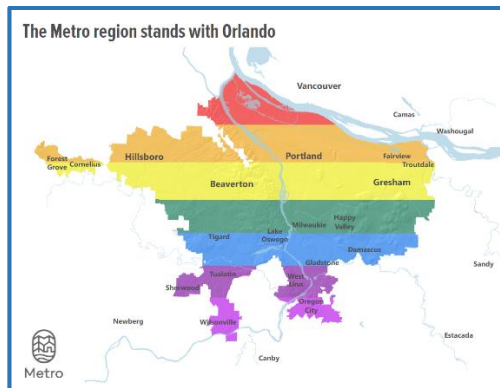 The Metro region stands with Orlando
Vancouver
Camas
Washougal
Forest
Grove
Cornelius
Hillsboro
Portland
Fairview
Troutdale
Beaverton
Gresham
Tigard
Lake
Oswego
Milwaukie
Happy
Valley
Damascus
Gladstone
Sandy
Tualatin
Sherwood
West
Linn
Oregon
City
Newberg
Wilsonville
Canby
Estacada
Metro